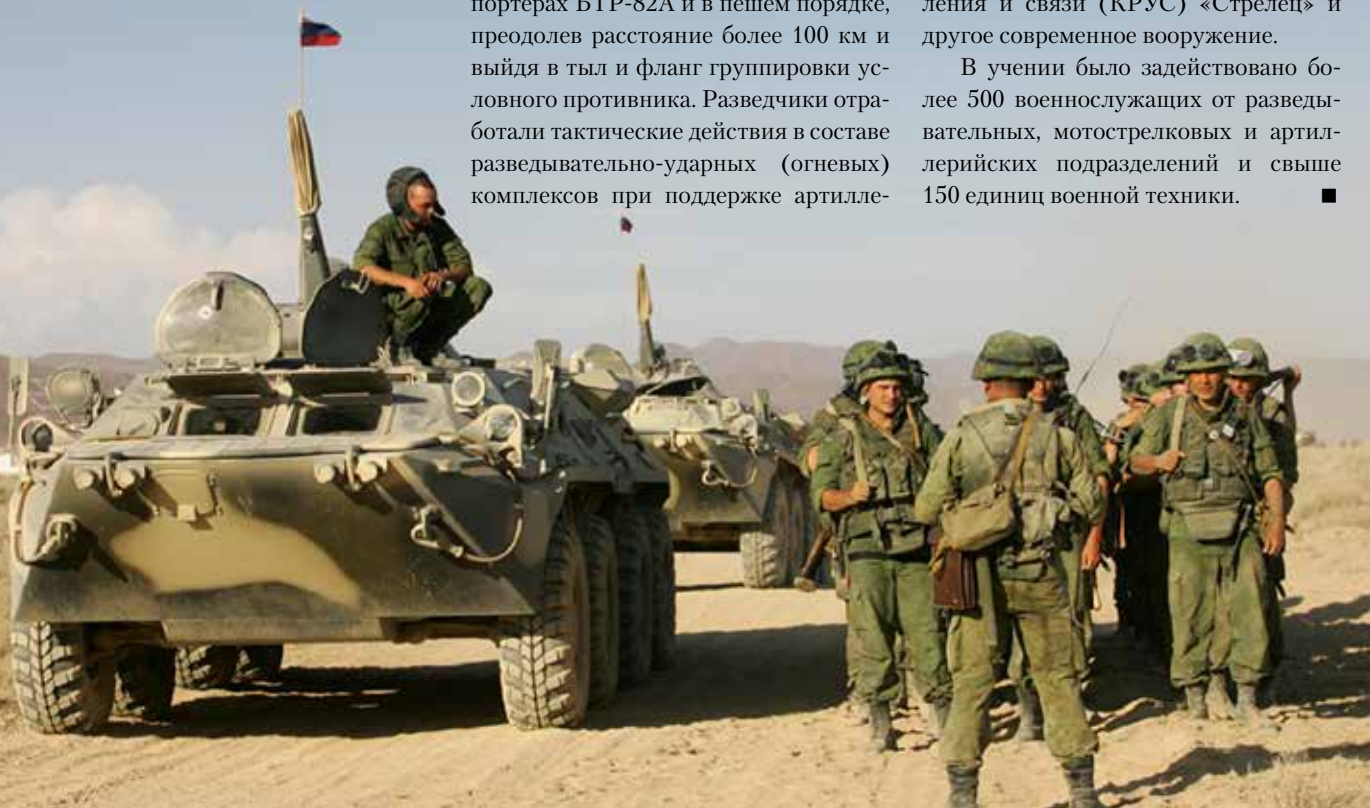 портерах БТР-82А и в пешем порядке,
преодолев расстояние более 100 км и
выйдя в тыл и фланг группировки ус-
ловного противника. Разведчики отра-
ботали тактические действия в составе
разведывательно-ударных (огневых)
комплексов при поддержке артилле-
ления и связи (КРУС) «Стрелец» и
другое современное вооружение.
В учении было задействовано бо-
лее 500 военнослужащих от разведы-
вательных, мотострелковых и артил-
лерийских подразделений и свыше
150 единиц военной техники. ■